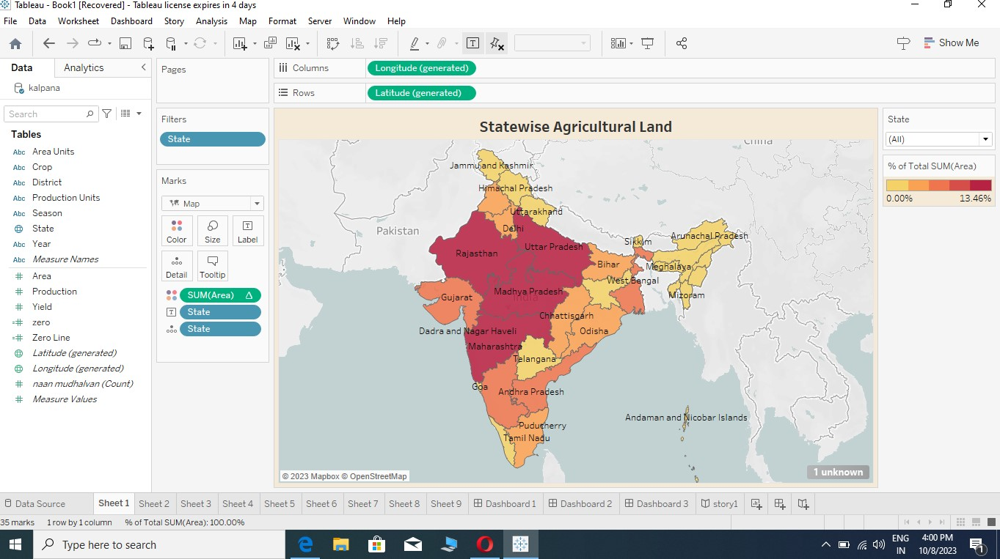 Tableau - Book1 [Recovered] - Tableau license expires in 4 days
File Data Worksheet Dashboard Story Analysis Map Format Server Window Help
Show Me
Data Analytics
kalpana
Search
Tables
Abc Area Units
Abc Crop
Abc District
Abc Production Units
Abc Season
State
Abc Year
Abc Measure Names
Area
Production
Yield
zero
Zero Line
Latitude (generated)
Longitude (generated)
naan mudhalvan (Count)
Measure Values
Pages
Filters
State
Marks
Map
Color Size Label
Detail Tooltip
SUM(Area)
State
State
Columns Longitude (generated)
Rows Latitude (generated)
Statewise Agricultural Land
China
Jammu and Kashmir
Himachal Pradesh
Uttarakhand
Pakistan
Delhi
Arunachal Pradesh
Sikkim
Uttar Pradesh
Rajasthan
Bihar
Meghalaya
West Bengal
Madhya Pradesh
Mizoram
India
Gujarat
Chhattisgarh
Dadra and Nagar Haveli
Odisha
Maharashtra
Telangana
Goa
Andhra Pradesh
Andaman and Nicobar Islands
Puducherry
Tamil Nadu
© 2023 Mapbox © OpenStreetMap
1 unknown
State
(All)
% of Total SUM(Area)
0.00% 13.46%
Data Source Sheet 1 Sheet 2 Sheet 3 Sheet 4 Sheet 5 Sheet 6 Sheet 7 Sheet 8 Sheet 9 Dashboard 1 Dashboard 2 Dashboard 3 story1
35 marks 1 row by 1 column % of Total SUM(Area): 100.00%
Type here to search
ENG
IN
4:00 PM
10/8/2023
1